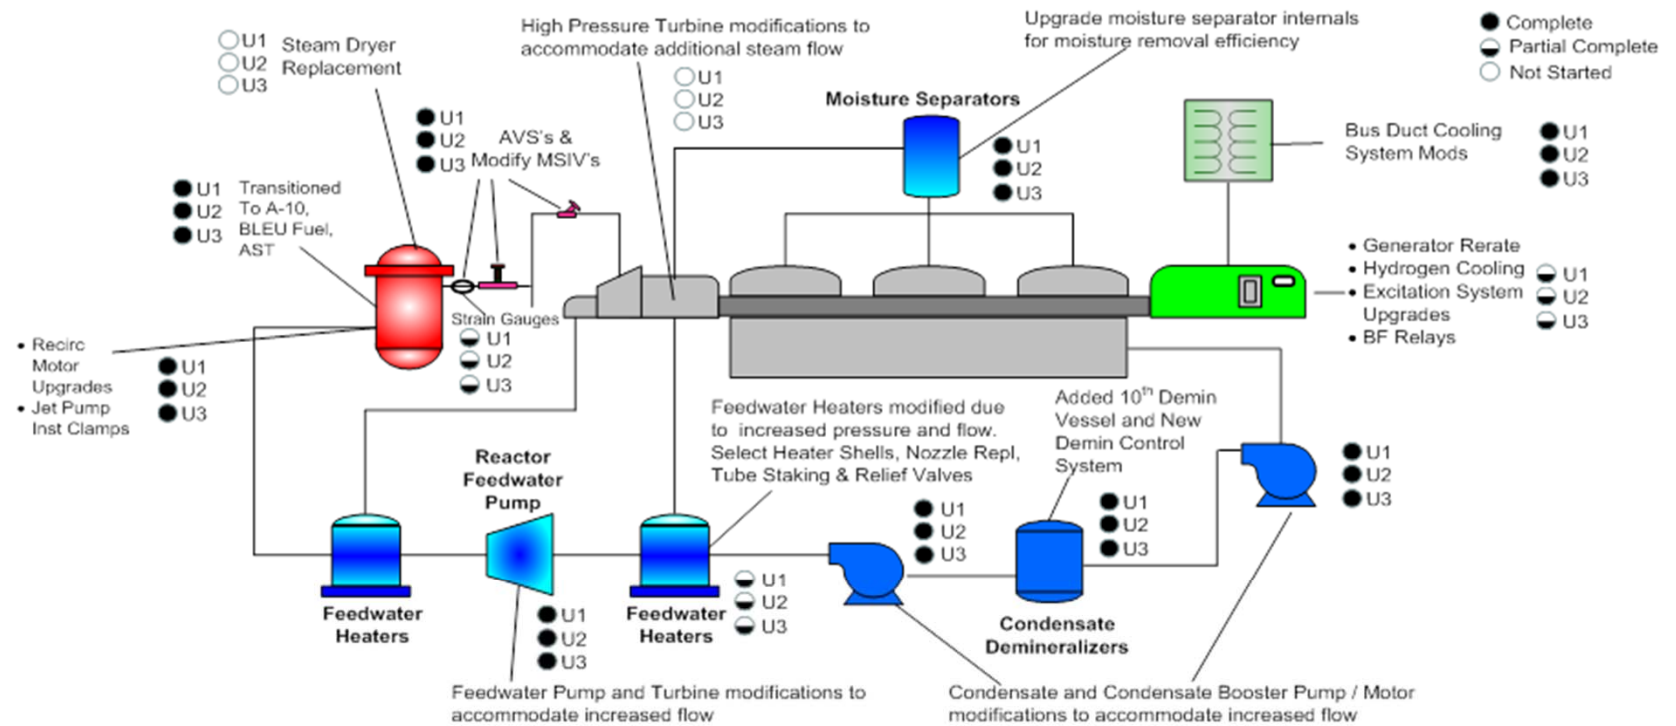 U1
U2
U3
Steam Dryer
Replacement
High Pressure Turbine modifications to
accommodate additional steam flow
U1
U2
U3
Upgrade moisture separator internals
for moisture removal efficiency
Complete
Partial Complete
Not Started
U1
U2
U3
AVS's &
Modify MSIV's
Moisture Separators
U1
U2
U3
Bus Duct Cooling
System Mods
U1
U2
U3
U1
U2
U3
Transitioned
To A-10,
BLEU Fuel,
AST
Strain Gauges
U1
U2
U3
• Generator Rerate
• Hydrogen Cooling
• Excitation System
Upgrades
• BF Relays
U1
U2
U3
• Recirc
Motor
Upgrades
• Jet Pump
Inst Clamps
U1
U2
U3
Reactor
Feedwater
Pump
Feedwater Heaters modified due
to increased pressure and flow.
Select Heater Shells, Nozzle Repl,
Tube Staking & Relief Valves
Added 10th Demin
Vessel and New
Demin Control
System
U1
U2
U3
U1
U2
U3
U1
U2
U3
Feedwater
Heaters
U1
U2
U3
Feedwater
Heaters
U1
U2
U3
Condensate
Demineralizers
Feedwater Pump and Turbine modifications to
accommodate increased flow
Condensate and Condensate Booster Pump / Motor
modifications to accommodate increased flow